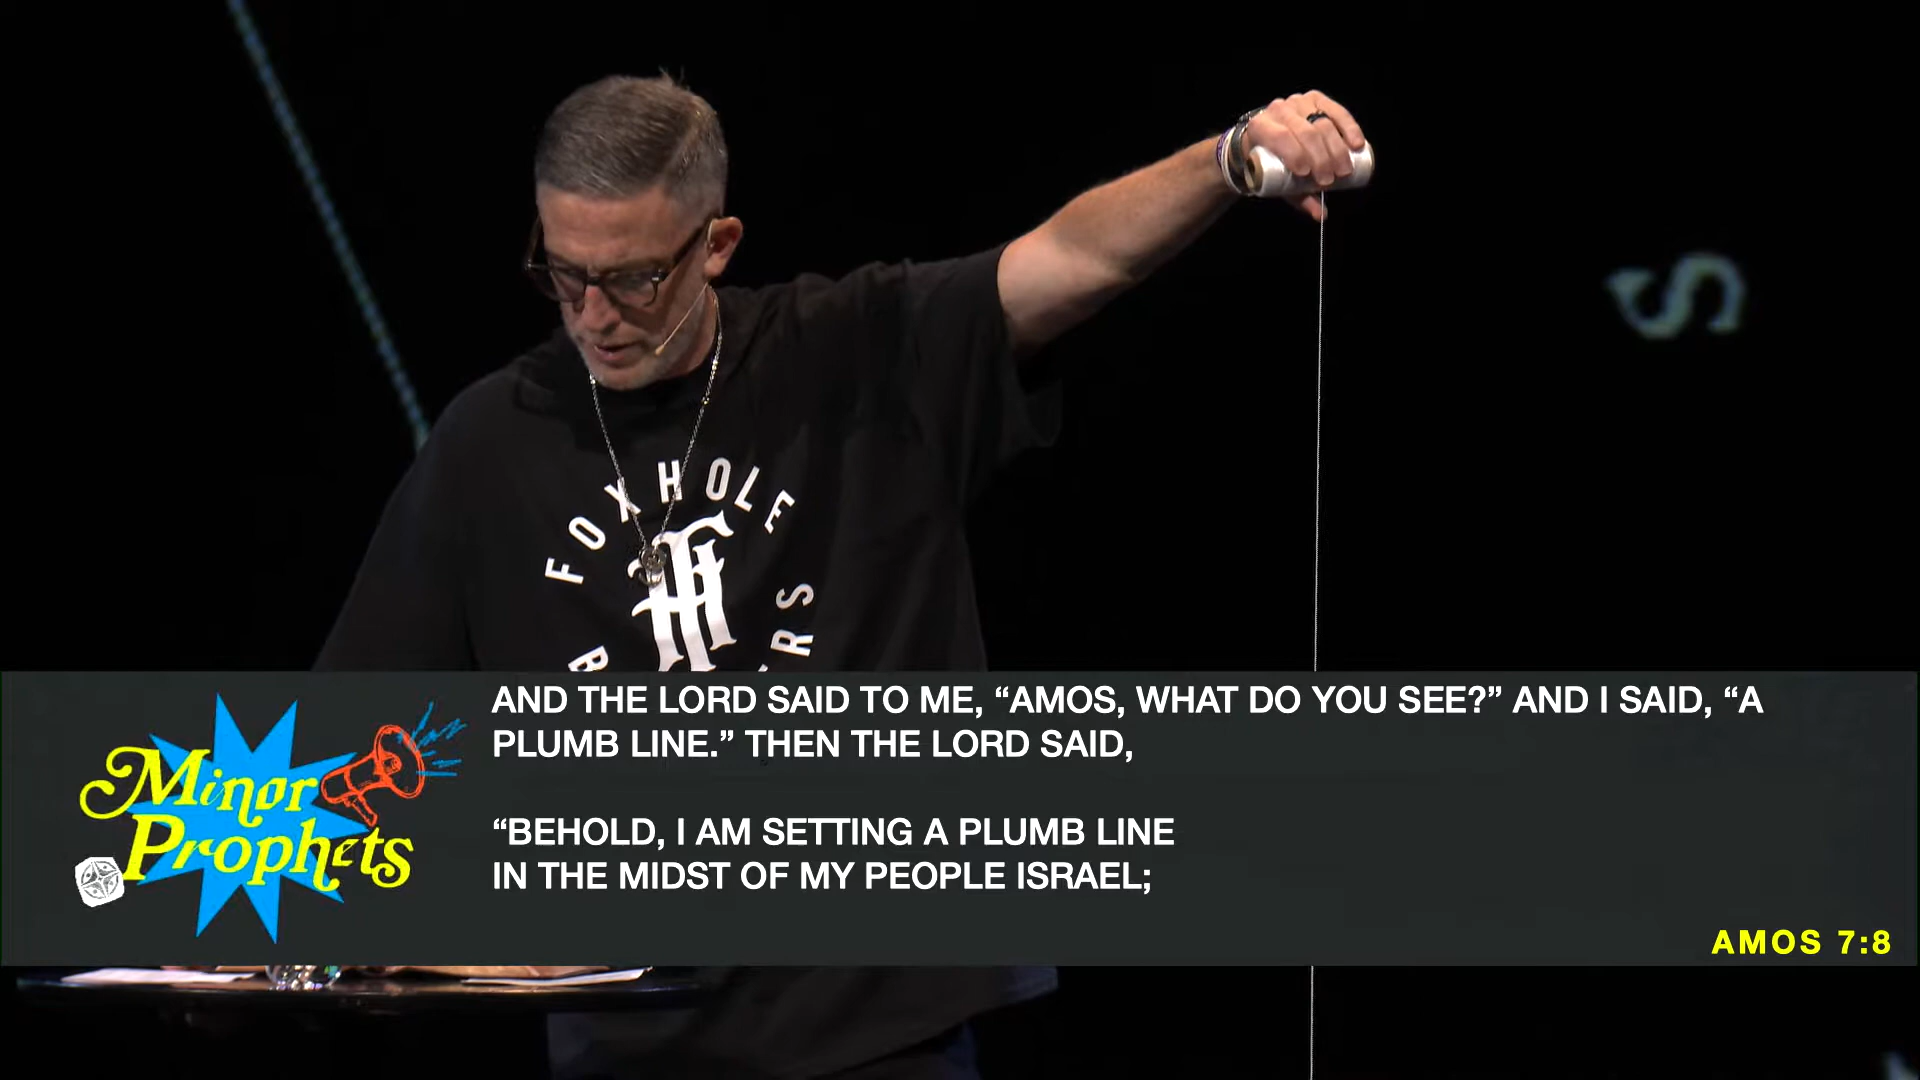 S
FOXHOLE
F
Minor
Prophets
AND THE LORD SAID TO ME, “AMOS, WHAT DO YOU SEE?” AND I SAID, “A
PLUMB LINE.” THEN THE LORD SAID,
“BEHOLD, I AM SETTING A PLUMB LINE
IN THE MIDST OF MY PEOPLE ISRAEL;
AMOS 7:8